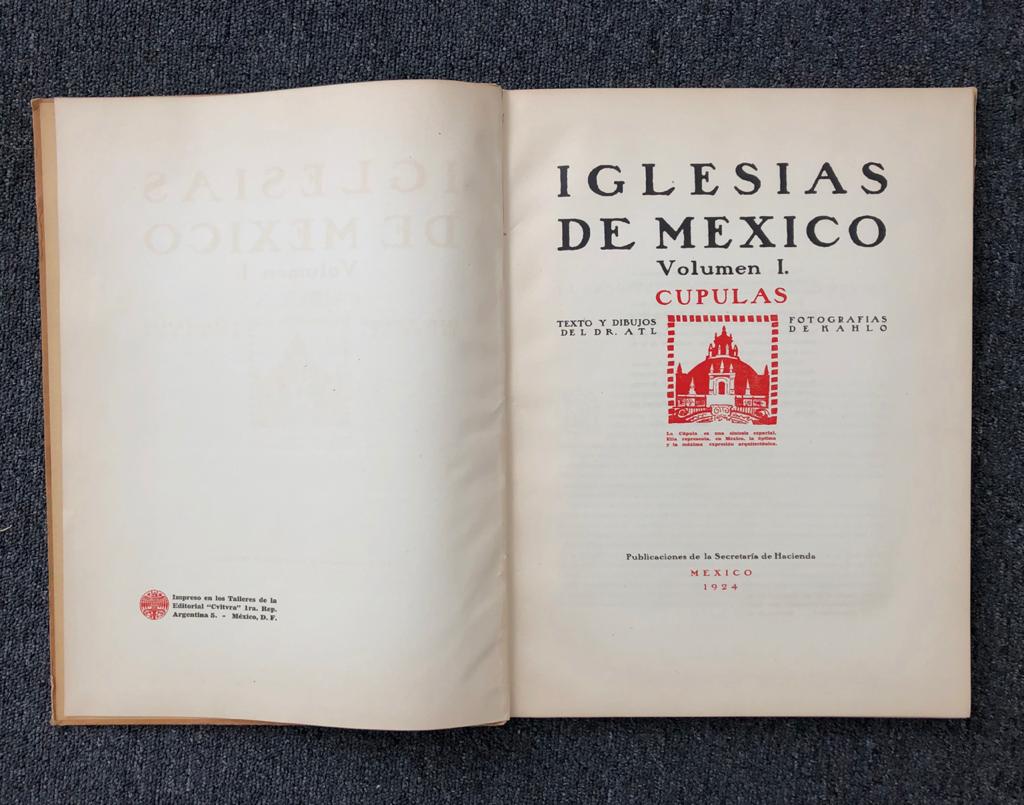 Impreso en los Talleres de la
Editorial "Cvltvra" 1ra. Rep.
Argentina 5. - México, D. F.
IGLESIAS
DE MEXICO
Volumen I.
CUPULAS
TEXTO Y DIBUJOS
DEL DR. ATL
FOTOGRAFIAS
DE KAHLO
La Cúpula es una síntesis espacial.
Ella representa, en México, la óptima
y la máxima expresión arquitectónica.
Publicaciones de la Secretaría de Hacienda
MEXICO
1924